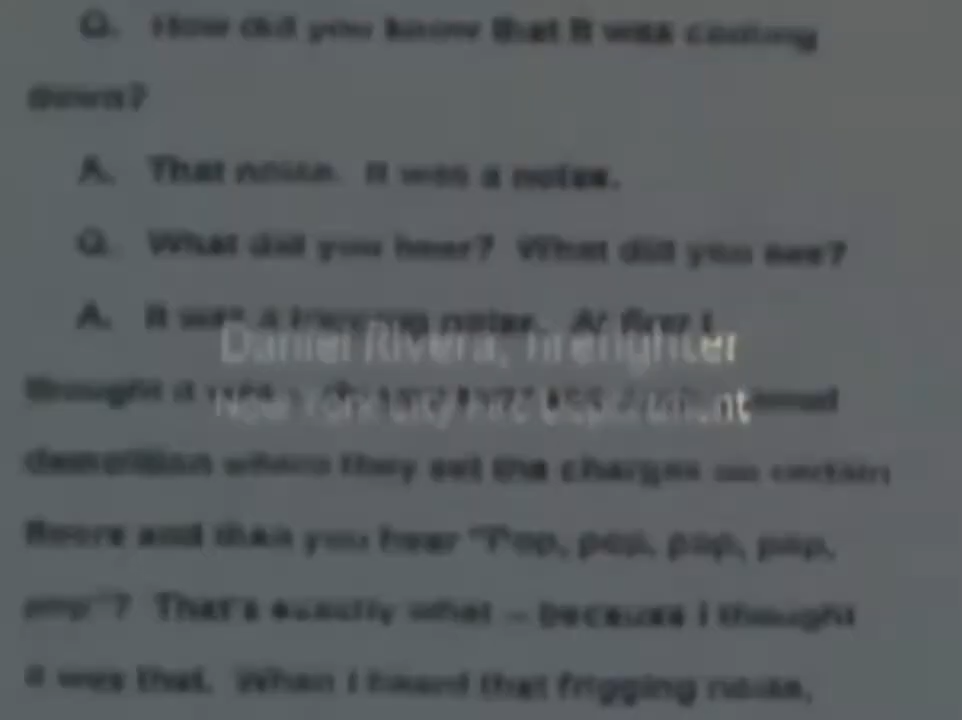 Q. How did you know that it was coming
down?
A. That noise. It was a noise.
Q. What did you hear? What did you see?
A. It was a frigging noise. At first I
Daniel Rivera, firefighter
thought it was
New York City Fire Department
demolition where they set the charges on certain
floors and then you hear "Pop, pop, pop, pop,
pop"? That's exactly what -- because I thought
it was that. When I heard that frigging noise,